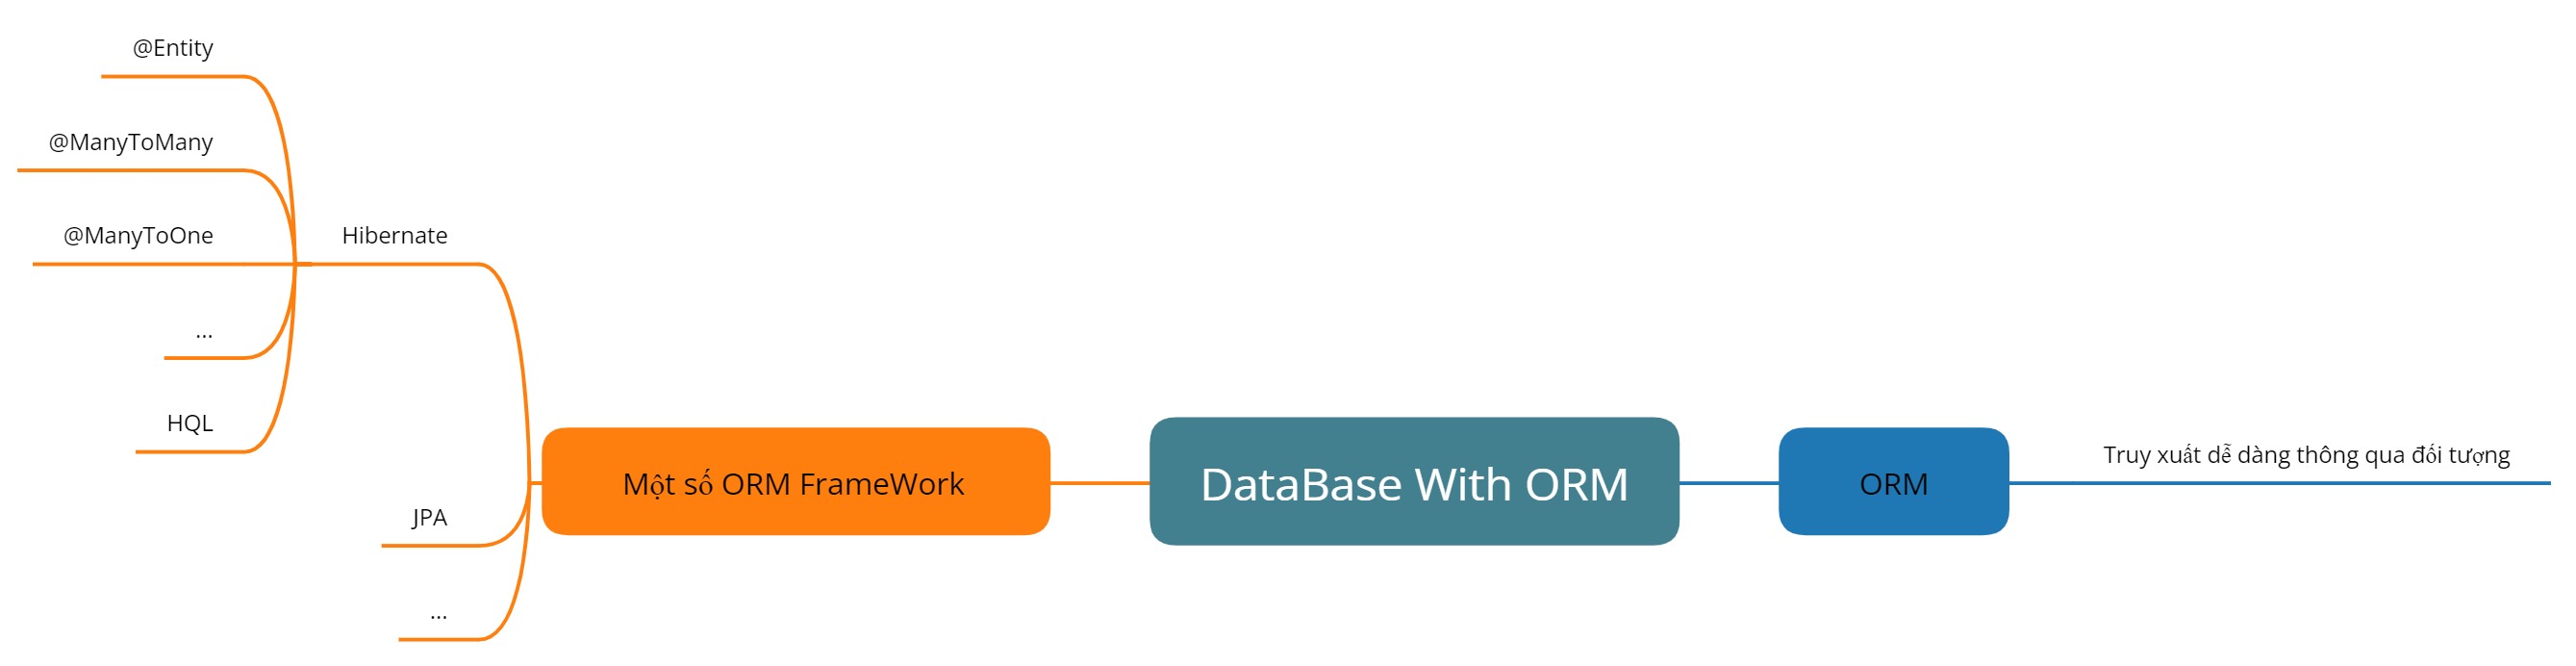 @Entity
@ManyToMany
@ManyToOne
Hibernate
...
HQL
Một số ORM FrameWork
DataBase With ORM
ORM
Truy xuất dễ dàng thông qua đối tượng
JPA
...